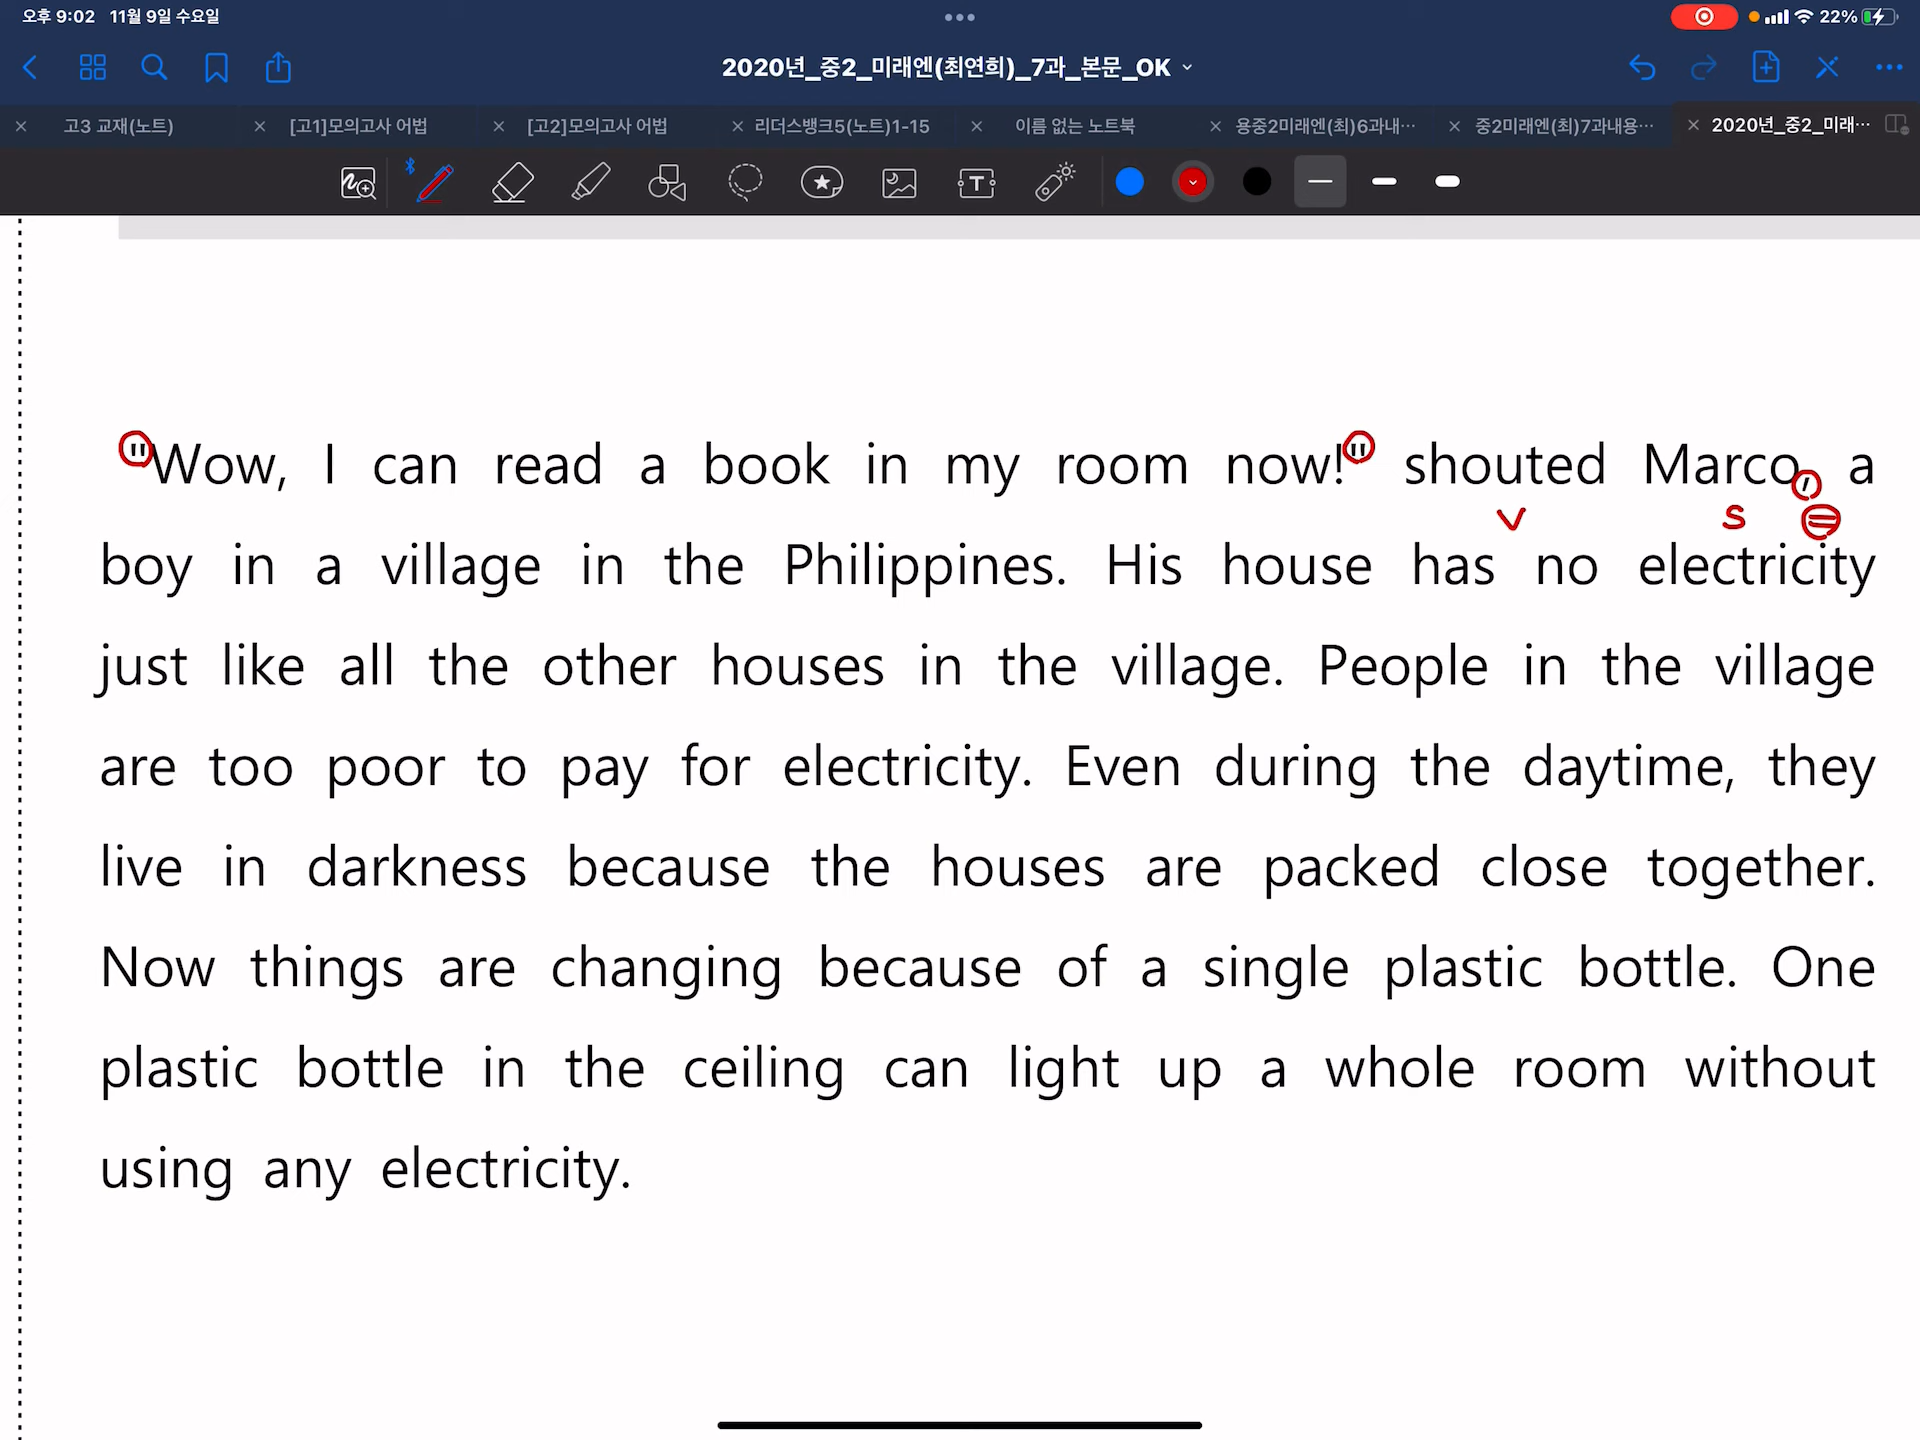 오후 9:02 11월 9일 수요일
22%
2020년_중2_미래엔(최연희)_7과_본문_OK
고3 교재(노트) [고1]모의고사 어법 [고2]모의고사 어법 리더스뱅크5(노트)1-15 이름 없는 노트북 용중2미래엔(최)6과내… 중2미래엔(최)7과내용… 2020년_중2_미래…
"Wow, I can read a book in my room now!" shouted Marco, a
v s =
boy in a village in the Philippines. His house has no electricity
just like all the other houses in the village. People in the village
are too poor to pay for electricity. Even during the daytime, they
live in darkness because the houses are packed close together.
Now things are changing because of a single plastic bottle. One
plastic bottle in the ceiling can light up a whole room without
using any electricity.